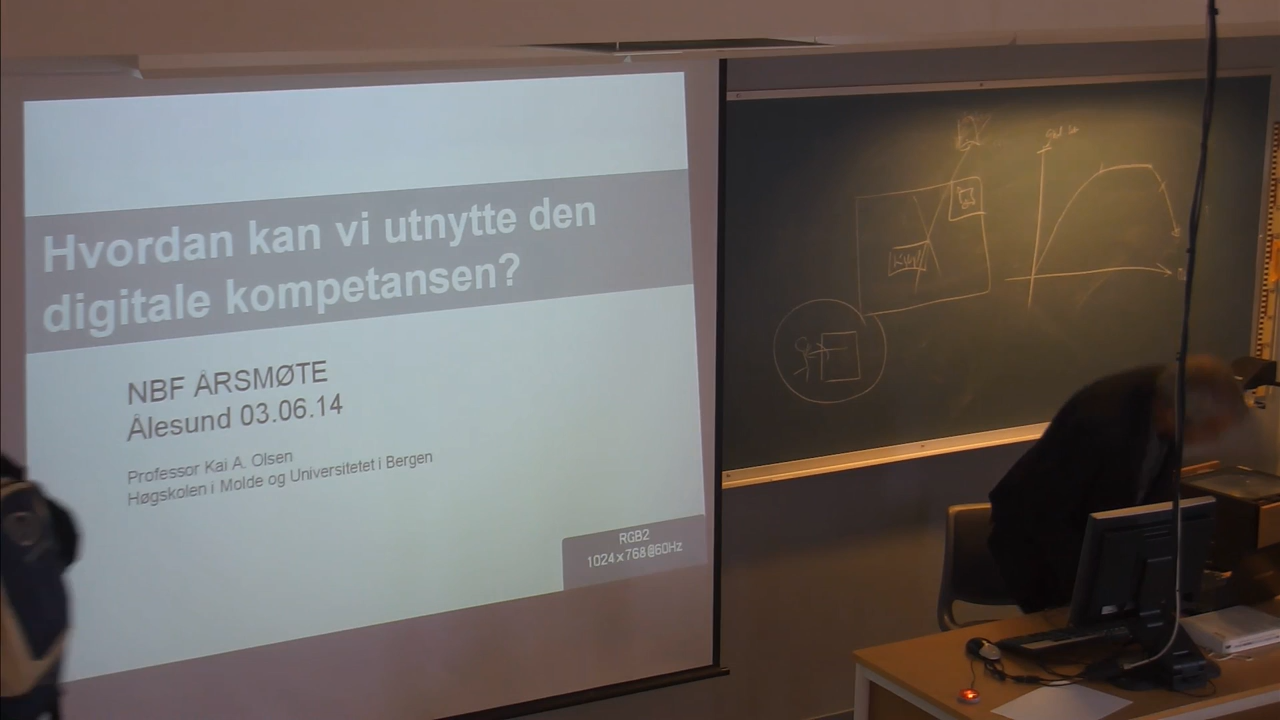 Hvordan kan vi utnytte den
digitale kompetansen?
NBF ÅRSMØTE
Ålesund 03.06.14
Professor Kai A. Olsen
Høgskolen i Molde og Universitetet i Bergen
RGB2
1024x768@60Hz